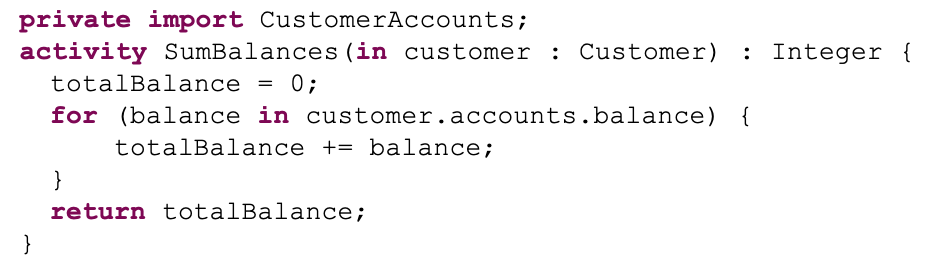 private import CustomerAccounts;
activity SumBalances(in customer : Customer) : Integer {
  totalBalance = 0;
  for (balance in customer.accounts.balance) {
      totalBalance += balance;
  }
  return totalBalance;
}